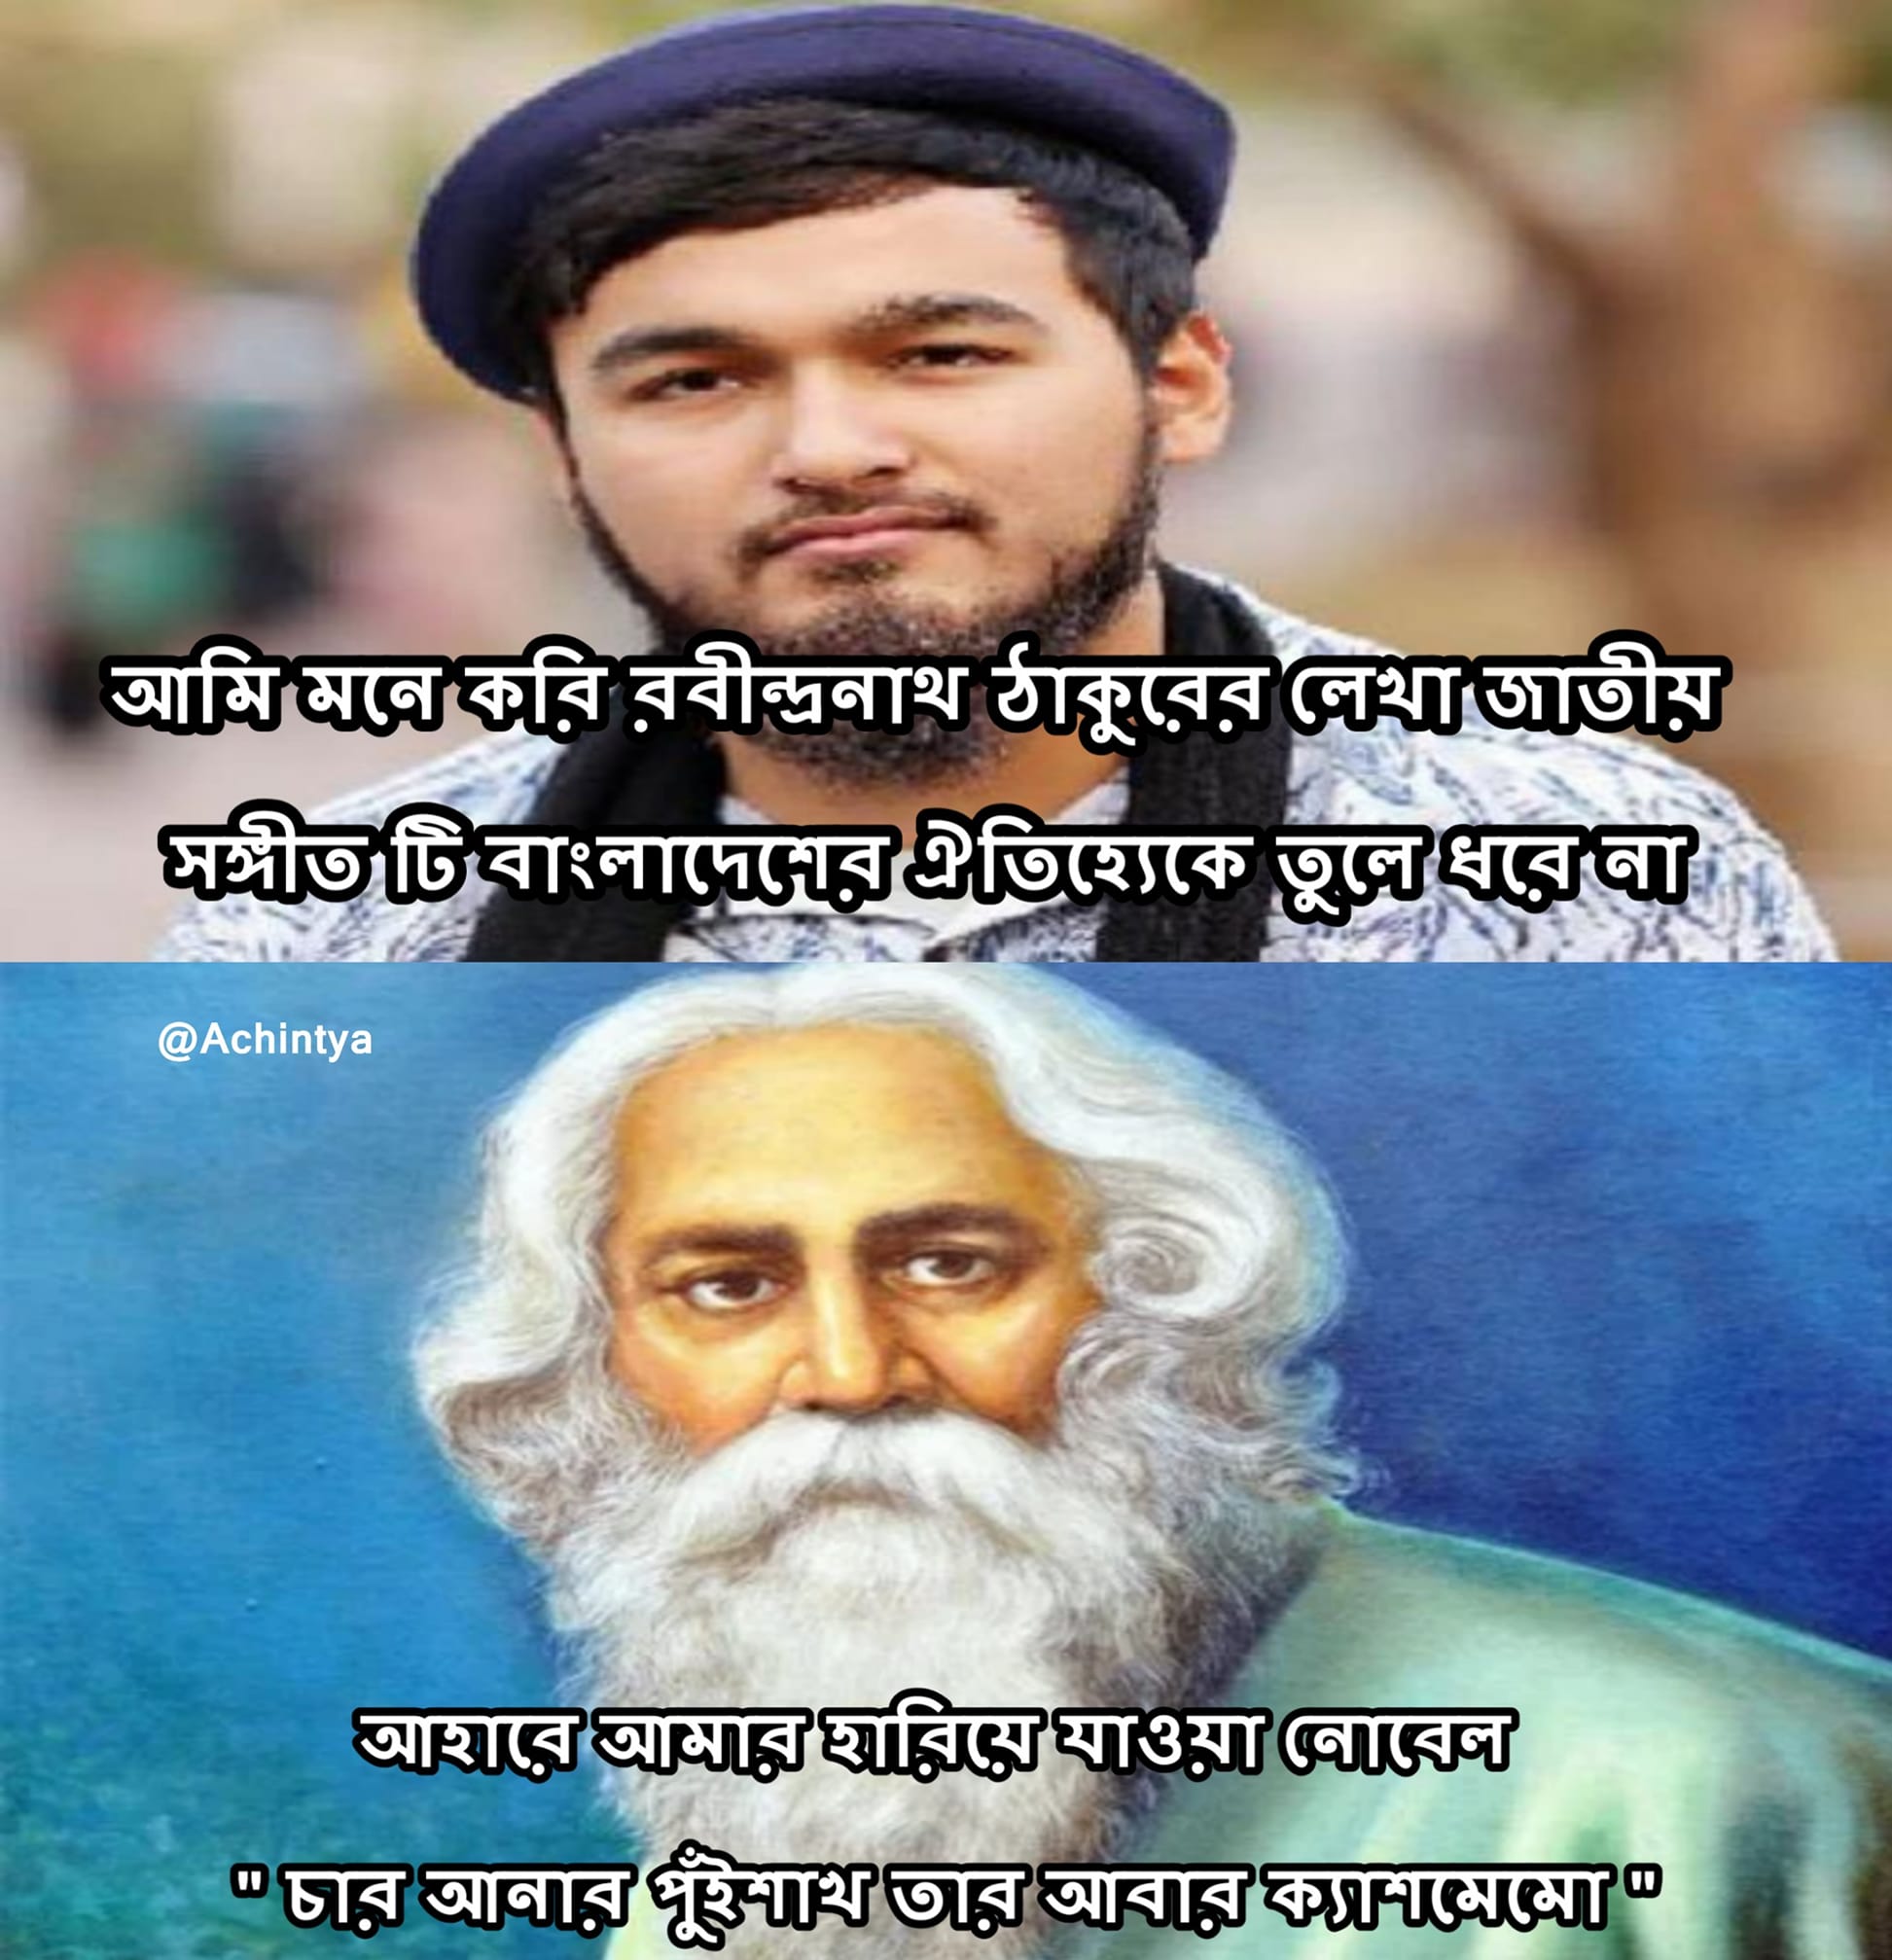 আমি মনে করি রবীন্দ্রনাথ ঠাকুরের লেখা জাতীয়
সঙ্গীত টি বাংলাদেশের ঐতিহ্যেকে তুলে ধরে না
@Achintya
আহারে আমার হারিয়ে যাওয়া নোবেল
" চার আনার পুঁইশাখ তার আবার ক্যাশমেমো "